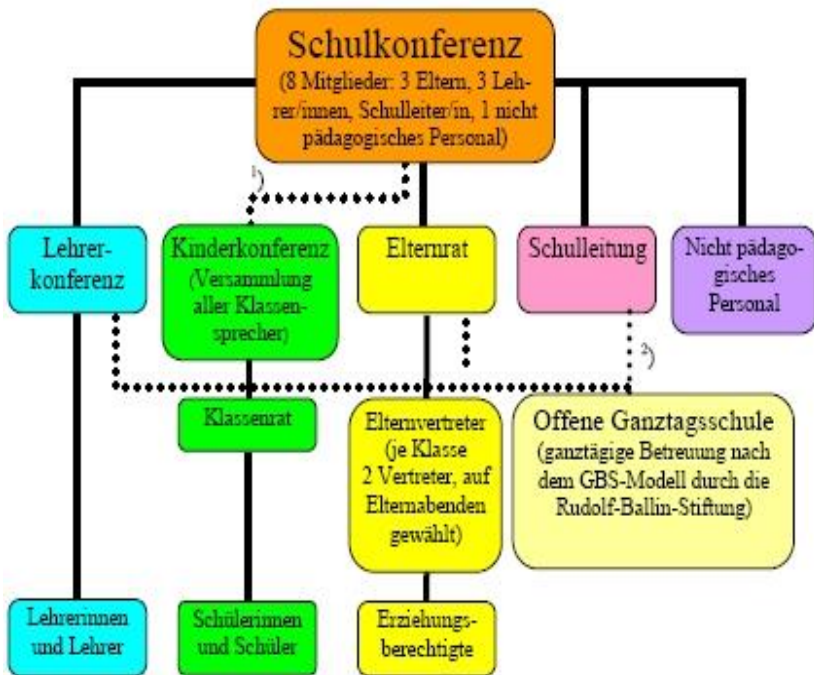 Schulkonferenz
(8 Mitglieder: 3 Eltern, 3 Leh-
rer/innen, Schulleiter/in, 1 nicht
pädagogisches Personal)
1)
Lehrer-
konferenz
Kinderkonferenz
(Versammlung
aller Klassen-
sprecher)
Elternrat
Schulleitung
Nicht pädago-
gisches
Personal
2)
Klassenrat
Elternvertreter
(je Klasse
2 Vertreter, auf
Elternabenden
gewählt)
Offene Ganztagsschule
(ganztägige Betreuung nach
dem GBS-Modell durch die
Rudolf-Ballin-Stiftung)
Lehrerinnen
und Lehrer
Schülerinnen
und Schüler
Erziehungs-
berechtigte